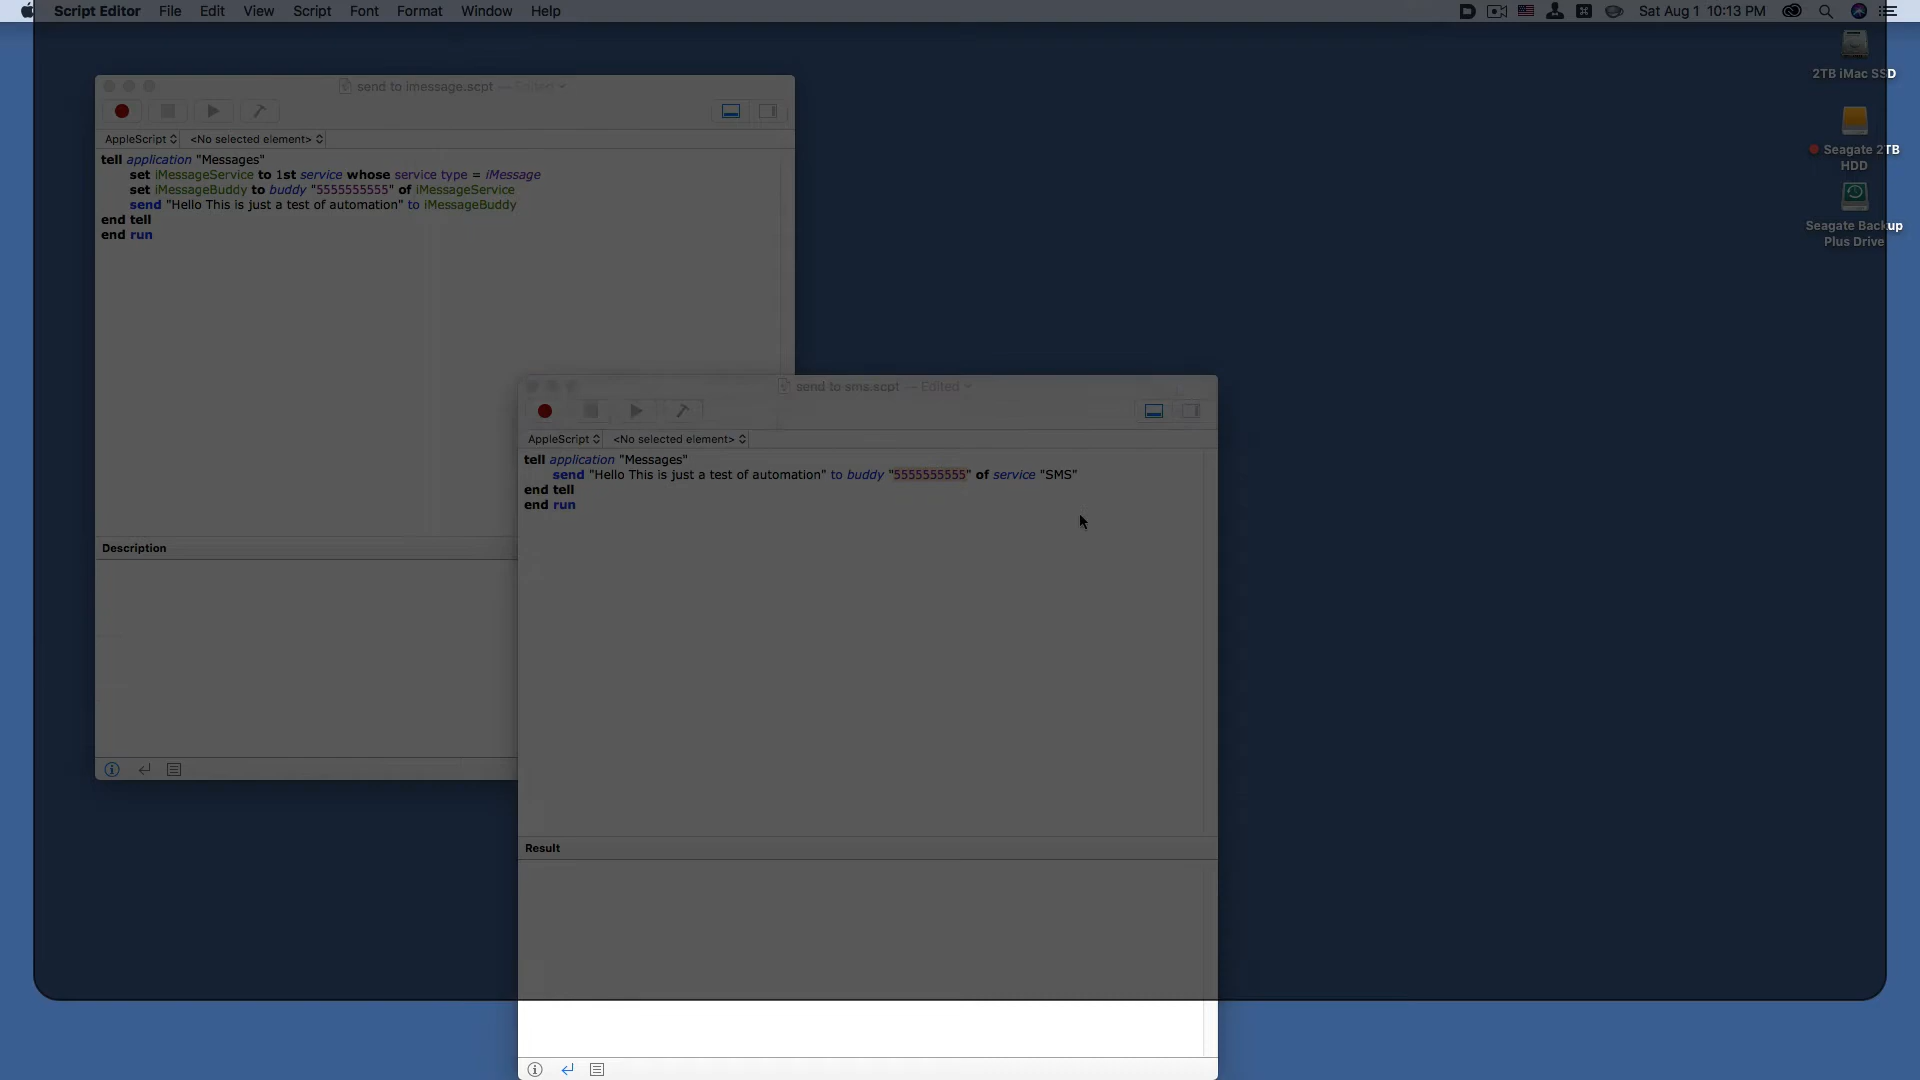 Script Editor File Edit View Script Font Format Window Help Sat Aug 1 10:13 PM
2TB iMac SSD
Seagate 2TB
HDD
Seagate Backup
Plus Drive
send to imessage.scpt — Edited
AppleScript <No selected element>
tell application "Messages"
set iMessageService to 1st service whose service type = iMessage
set iMessageBuddy to buddy "5555555555" of iMessageService
send "Hello This is just a test of automation" to iMessageBuddy
end tell
end run
Description
send to sms.scpt — Edited
AppleScript <No selected element>
tell application "Messages"
send "Hello This is just a test of automation" to buddy "5555555555" of service "SMS"
end tell
end run
Result